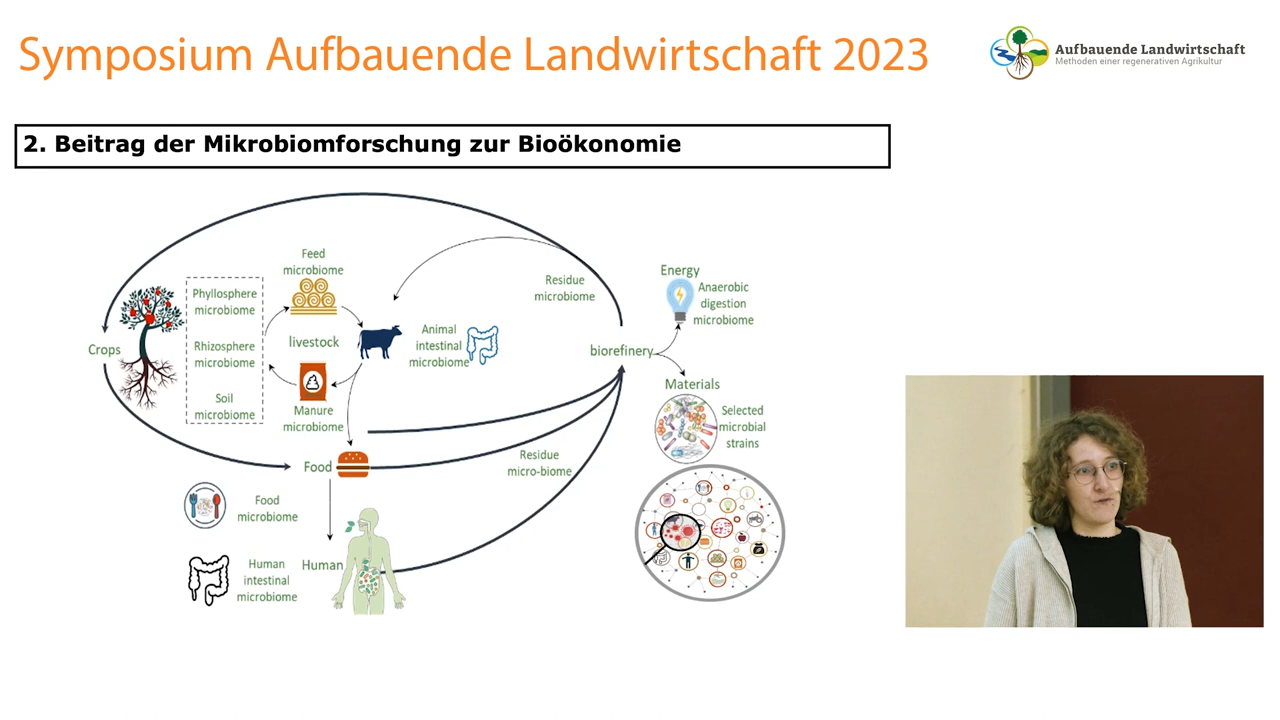 Symposium Aufbauende Landwirtschaft 2023
Aufbauende Landwirtschaft
Methoden einer regenerativen Agrikultur
2. Beitrag der Mikrobiomforschung zur Bioökonomie
Feed
microbiome
Phyllosphere
microbiome
Rhizosphere
microbiome
Soil
microbiome
Crops
livestock
Manure
microbiome
Animal
intestinal
microbiome
Residue
microbiome
biorefinery
Energy
Anaerobic
digestion
microbiome
Materials
Selected
microbial
strains
Food
Residue
micro-biome
Food
microbiome
Human
intestinal
microbiome
Human